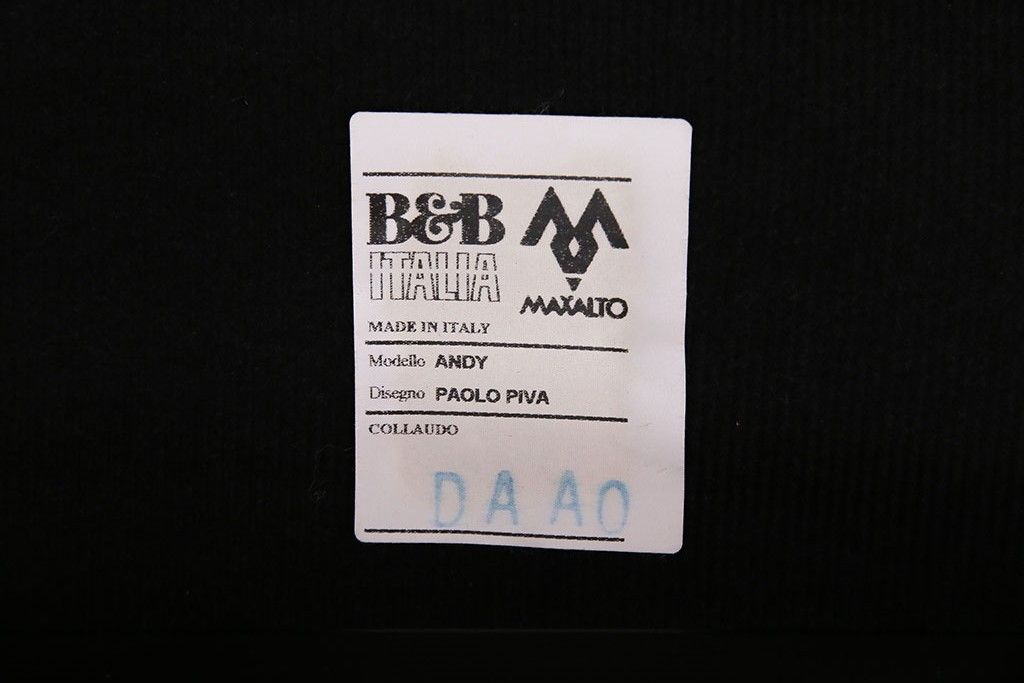 B&B
ITALIA
MAXALTO
MADE IN ITALY
Modello ANDY
Disegno PAOLO PIVA
COLLAUDO
DA AO